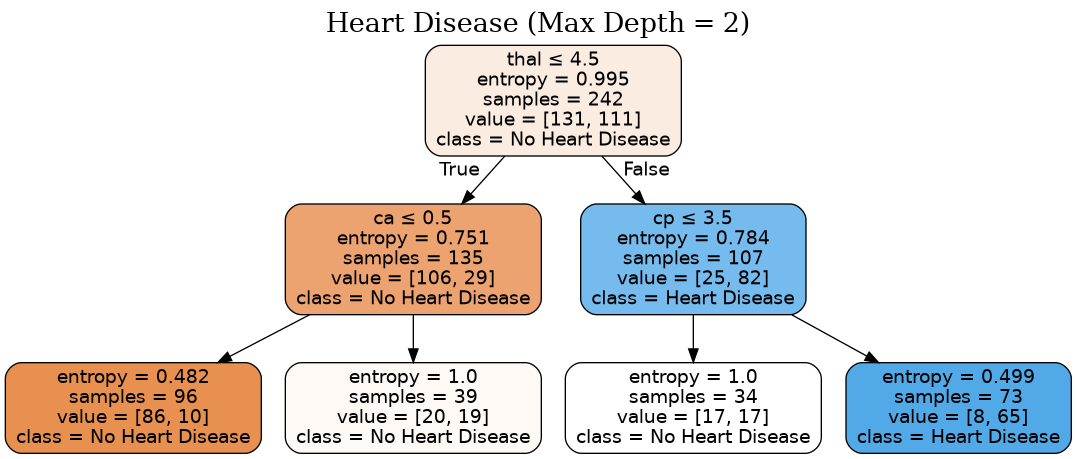 Heart Disease (Max Depth = 2)
thal ≤ 4.5
entropy = 0.995
samples = 242
value = [131, 111]
class = No Heart Disease
True
False
ca ≤ 0.5
entropy = 0.751
samples = 135
value = [106, 29]
class = No Heart Disease
cp ≤ 3.5
entropy = 0.784
samples = 107
value = [25, 82]
class = Heart Disease
entropy = 0.482
samples = 96
value = [86, 10]
class = No Heart Disease
entropy = 1.0
samples = 39
value = [20, 19]
class = No Heart Disease
entropy = 1.0
samples = 34
value = [17, 17]
class = No Heart Disease
entropy = 0.499
samples = 73
value = [8, 65]
class = Heart Disease